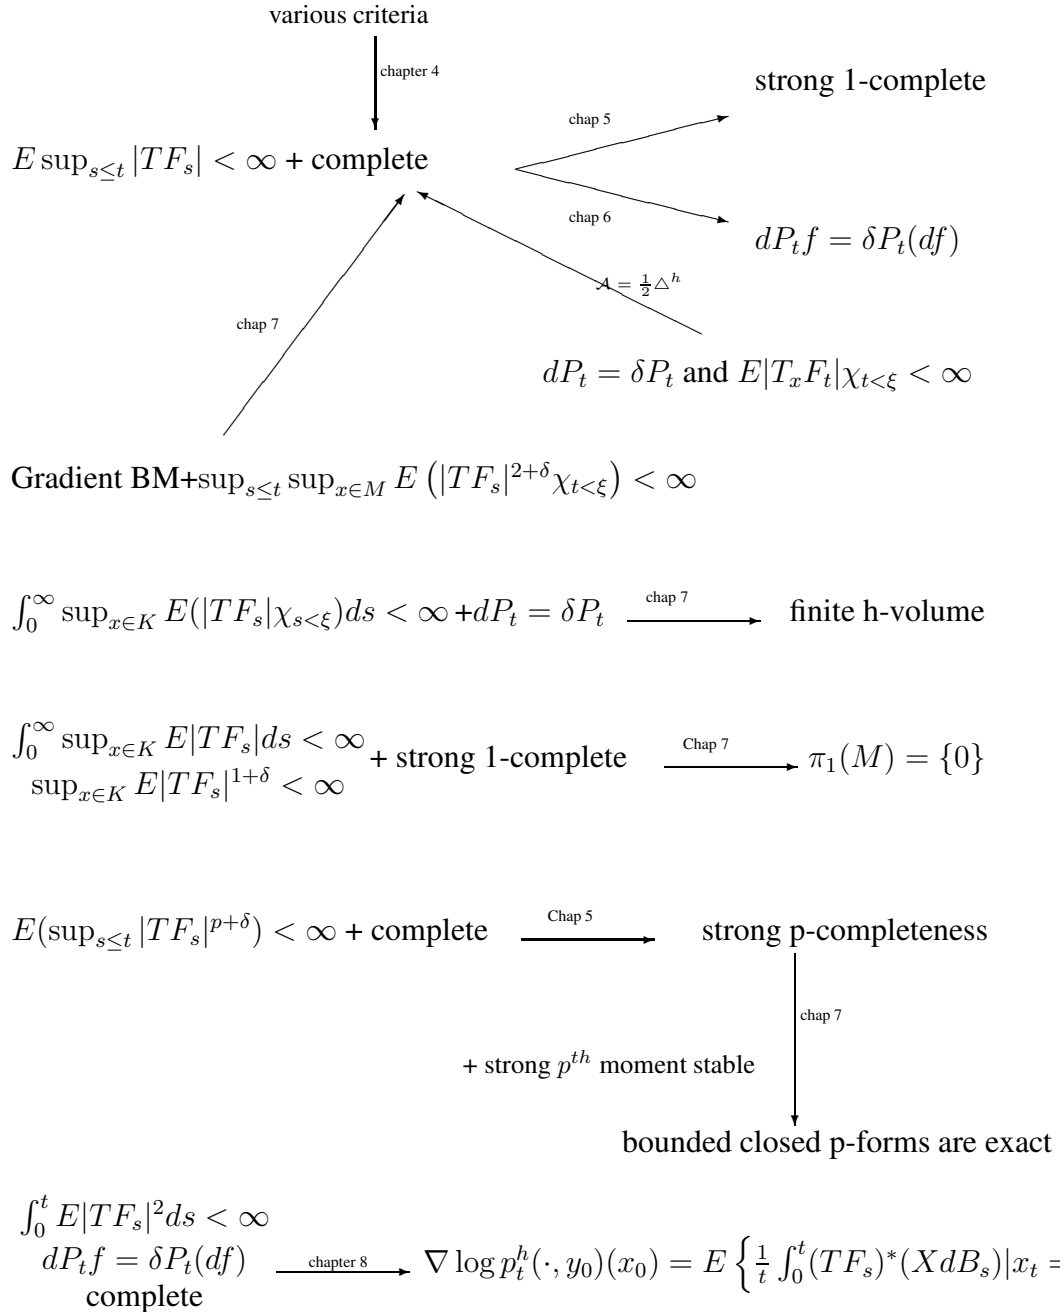 various criteria
chapter 4
strong 1-complete
chap 5
E sup_{s≤t} |TF_s| < ∞ + complete
chap 6
dP_t f = δP_t(df)
𝒜 = ½△^h
chap 7
dP_t = δP_t and E|T_xF_t|χ_{t<ξ} < ∞
Gradient BM+sup_{s≤t} sup_{x∈M} E (|TF_s|^{2+δ}χ_{t<ξ}) < ∞
∫_0^∞ sup_{x∈K} E(|TF_s|χ_{s<ξ})ds < ∞ +dP_t = δP_t chap 7 finite h-volume
∫_0^∞ sup_{x∈K} E|TF_s|ds < ∞
+ strong 1-complete Chap 7 π_1(M) = {0}
sup_{x∈K} E|TF_s|^{1+δ} < ∞
E(sup_{s≤t} |TF_s|^{p+δ}) < ∞ + complete Chap 5 strong p-completeness
chap 7
+ strong p^{th} moment stable
bounded closed p-forms are exact
∫_0^t E|TF_s|^2ds < ∞
dP_t f = δP_t(df) chapter 8 ∇ log p_t^h(·, y_0)(x_0) = E { 1/t ∫_0^t (TF_s)^*(XdB_s)|x_t =
complete